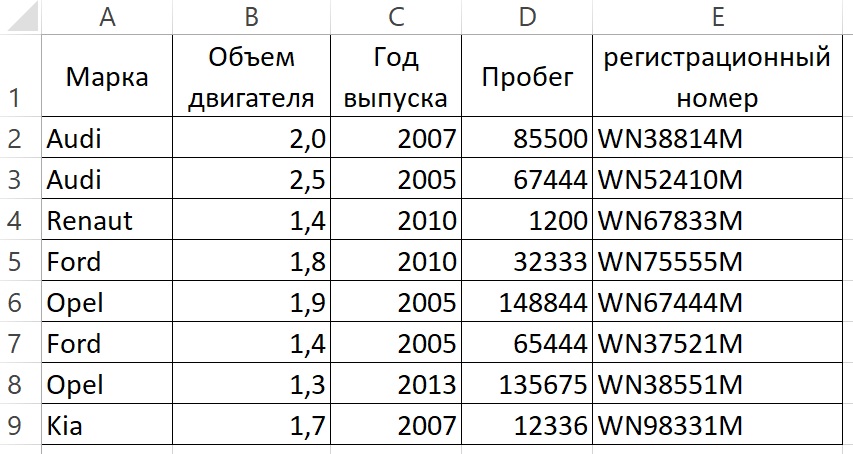 A B C D E
1 Марка Объем двигателя Год выпуска Пробег регистрационный номер
2 Audi 2,0 2007 85500 WN38814M
3 Audi 2,5 2005 67444 WN52410M
4 Renaut 1,4 2010 1200 WN67833M
5 Ford 1,8 2010 32333 WN75555M
6 Opel 1,9 2005 148844 WN67444M
7 Ford 1,4 2005 65444 WN37521M
8 Opel 1,3 2013 135675 WN38551M
9 Kia 1,7 2007 12336 WN98331M